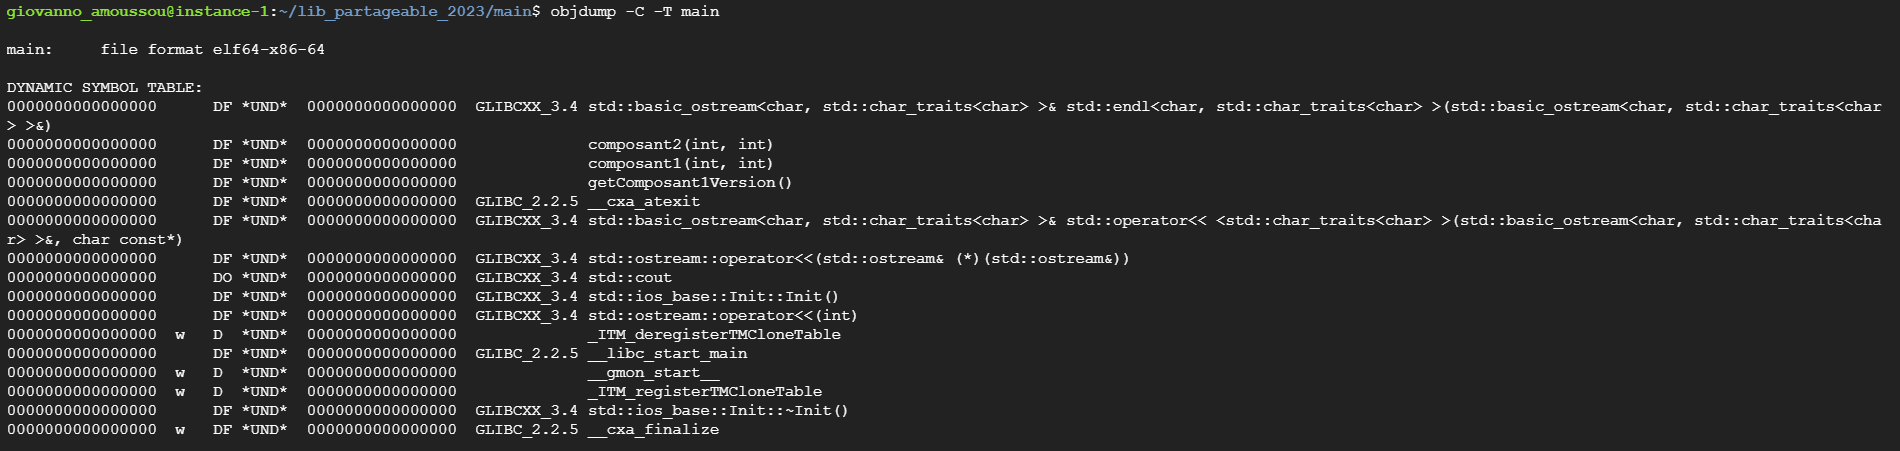 giovanno_amoussou@instance-1:~/lib_partageable_2023/main$ objdump -C -T main
main:     file format elf64-x86-64
DYNAMIC SYMBOL TABLE:
0000000000000000      DF *UND*  0000000000000000  GLIBCXX_3.4 std::basic_ostream<char, std::char_traits<char> >& std::endl<char, std::char_traits<char> >(std::basic_ostream<char, std::char_traits<char
> >&)
0000000000000000      DF *UND*  0000000000000000              composant2(int, int)
0000000000000000      DF *UND*  0000000000000000              composant1(int, int)
0000000000000000      DF *UND*  0000000000000000              getComposant1Version()
0000000000000000      DF *UND*  0000000000000000  GLIBC_2.2.5 __cxa_atexit
0000000000000000      DF *UND*  0000000000000000  GLIBCXX_3.4 std::basic_ostream<char, std::char_traits<char> >& std::operator<< <std::char_traits<char> >(std::basic_ostream<char, std::char_traits<cha
r> >&, char const*)
0000000000000000      DF *UND*  0000000000000000  GLIBCXX_3.4 std::ostream::operator<<(std::ostream& (*)(std::ostream&))
0000000000000000      DO *UND*  0000000000000000  GLIBCXX_3.4 std::cout
0000000000000000      DF *UND*  0000000000000000  GLIBCXX_3.4 std::ios_base::Init::Init()
0000000000000000      DF *UND*  0000000000000000  GLIBCXX_3.4 std::ostream::operator<<(int)
0000000000000000  w   D  *UND*  0000000000000000              _ITM_deregisterTMCloneTable
0000000000000000      DF *UND*  0000000000000000  GLIBC_2.2.5 __libc_start_main
0000000000000000  w   D  *UND*  0000000000000000              __gmon_start__
0000000000000000  w   D  *UND*  0000000000000000              _ITM_registerTMCloneTable
0000000000000000      DF *UND*  0000000000000000  GLIBCXX_3.4 std::ios_base::Init::~Init()
0000000000000000  w   DF *UND*  0000000000000000  GLIBC_2.2.5 __cxa_finalize